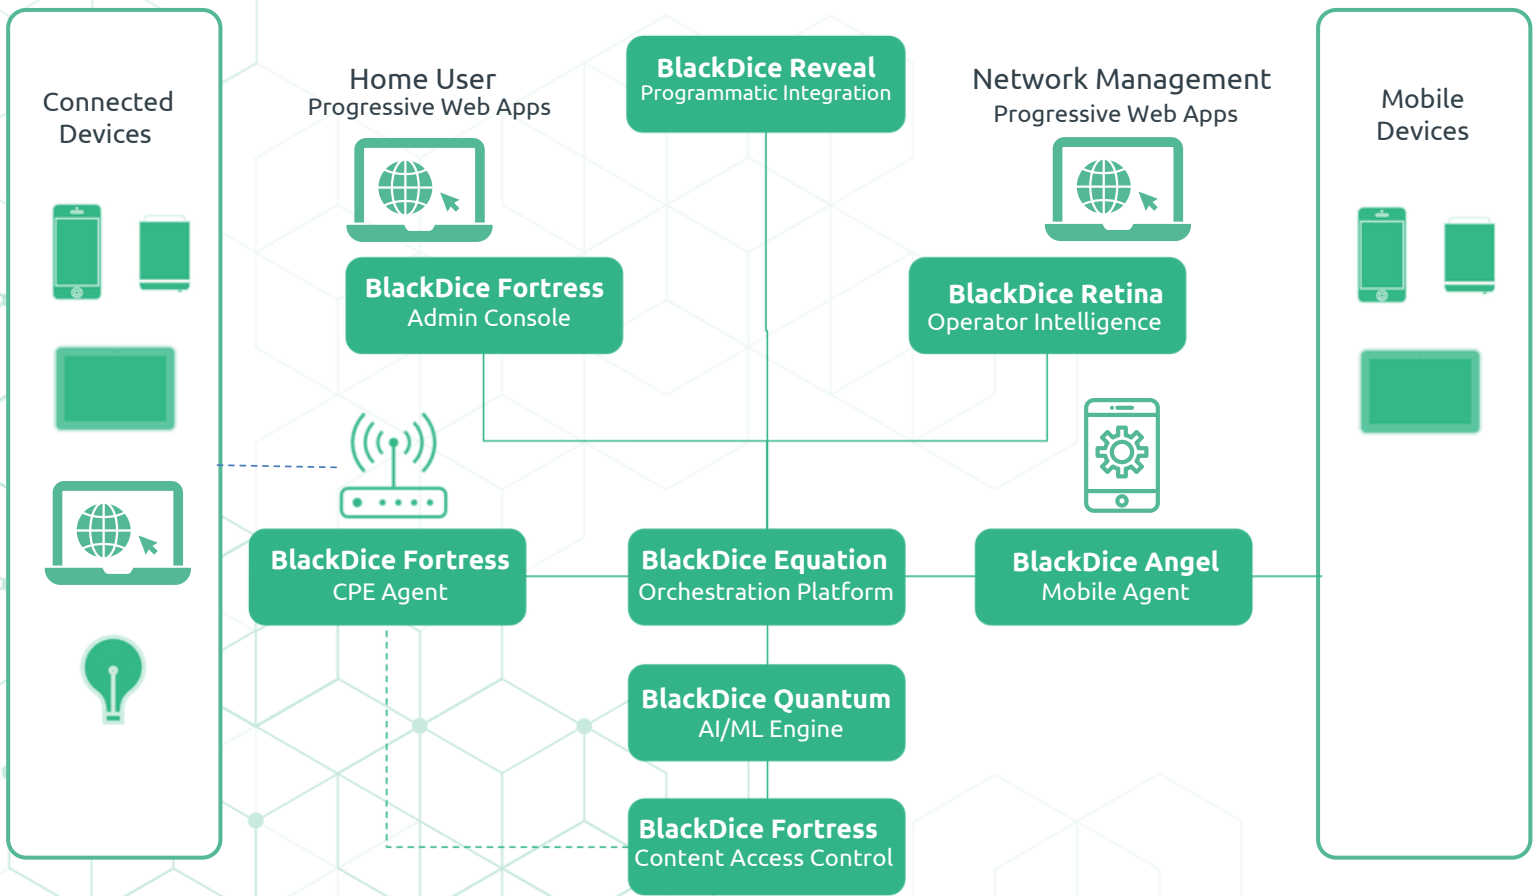 Connected
Devices
Home User
Progressive Web Apps
BlackDice Reveal
Programmatic Integration
Network Management
Progressive Web Apps
Mobile
Devices
BlackDice Fortress
Admin Console
BlackDice Retina
Operator Intelligence
BlackDice Fortress
CPE Agent
BlackDice Equation
Orchestration Platform
BlackDice Angel
Mobile Agent
BlackDice Quantum
AI/ML Engine
BlackDice Fortress
Content Access Control